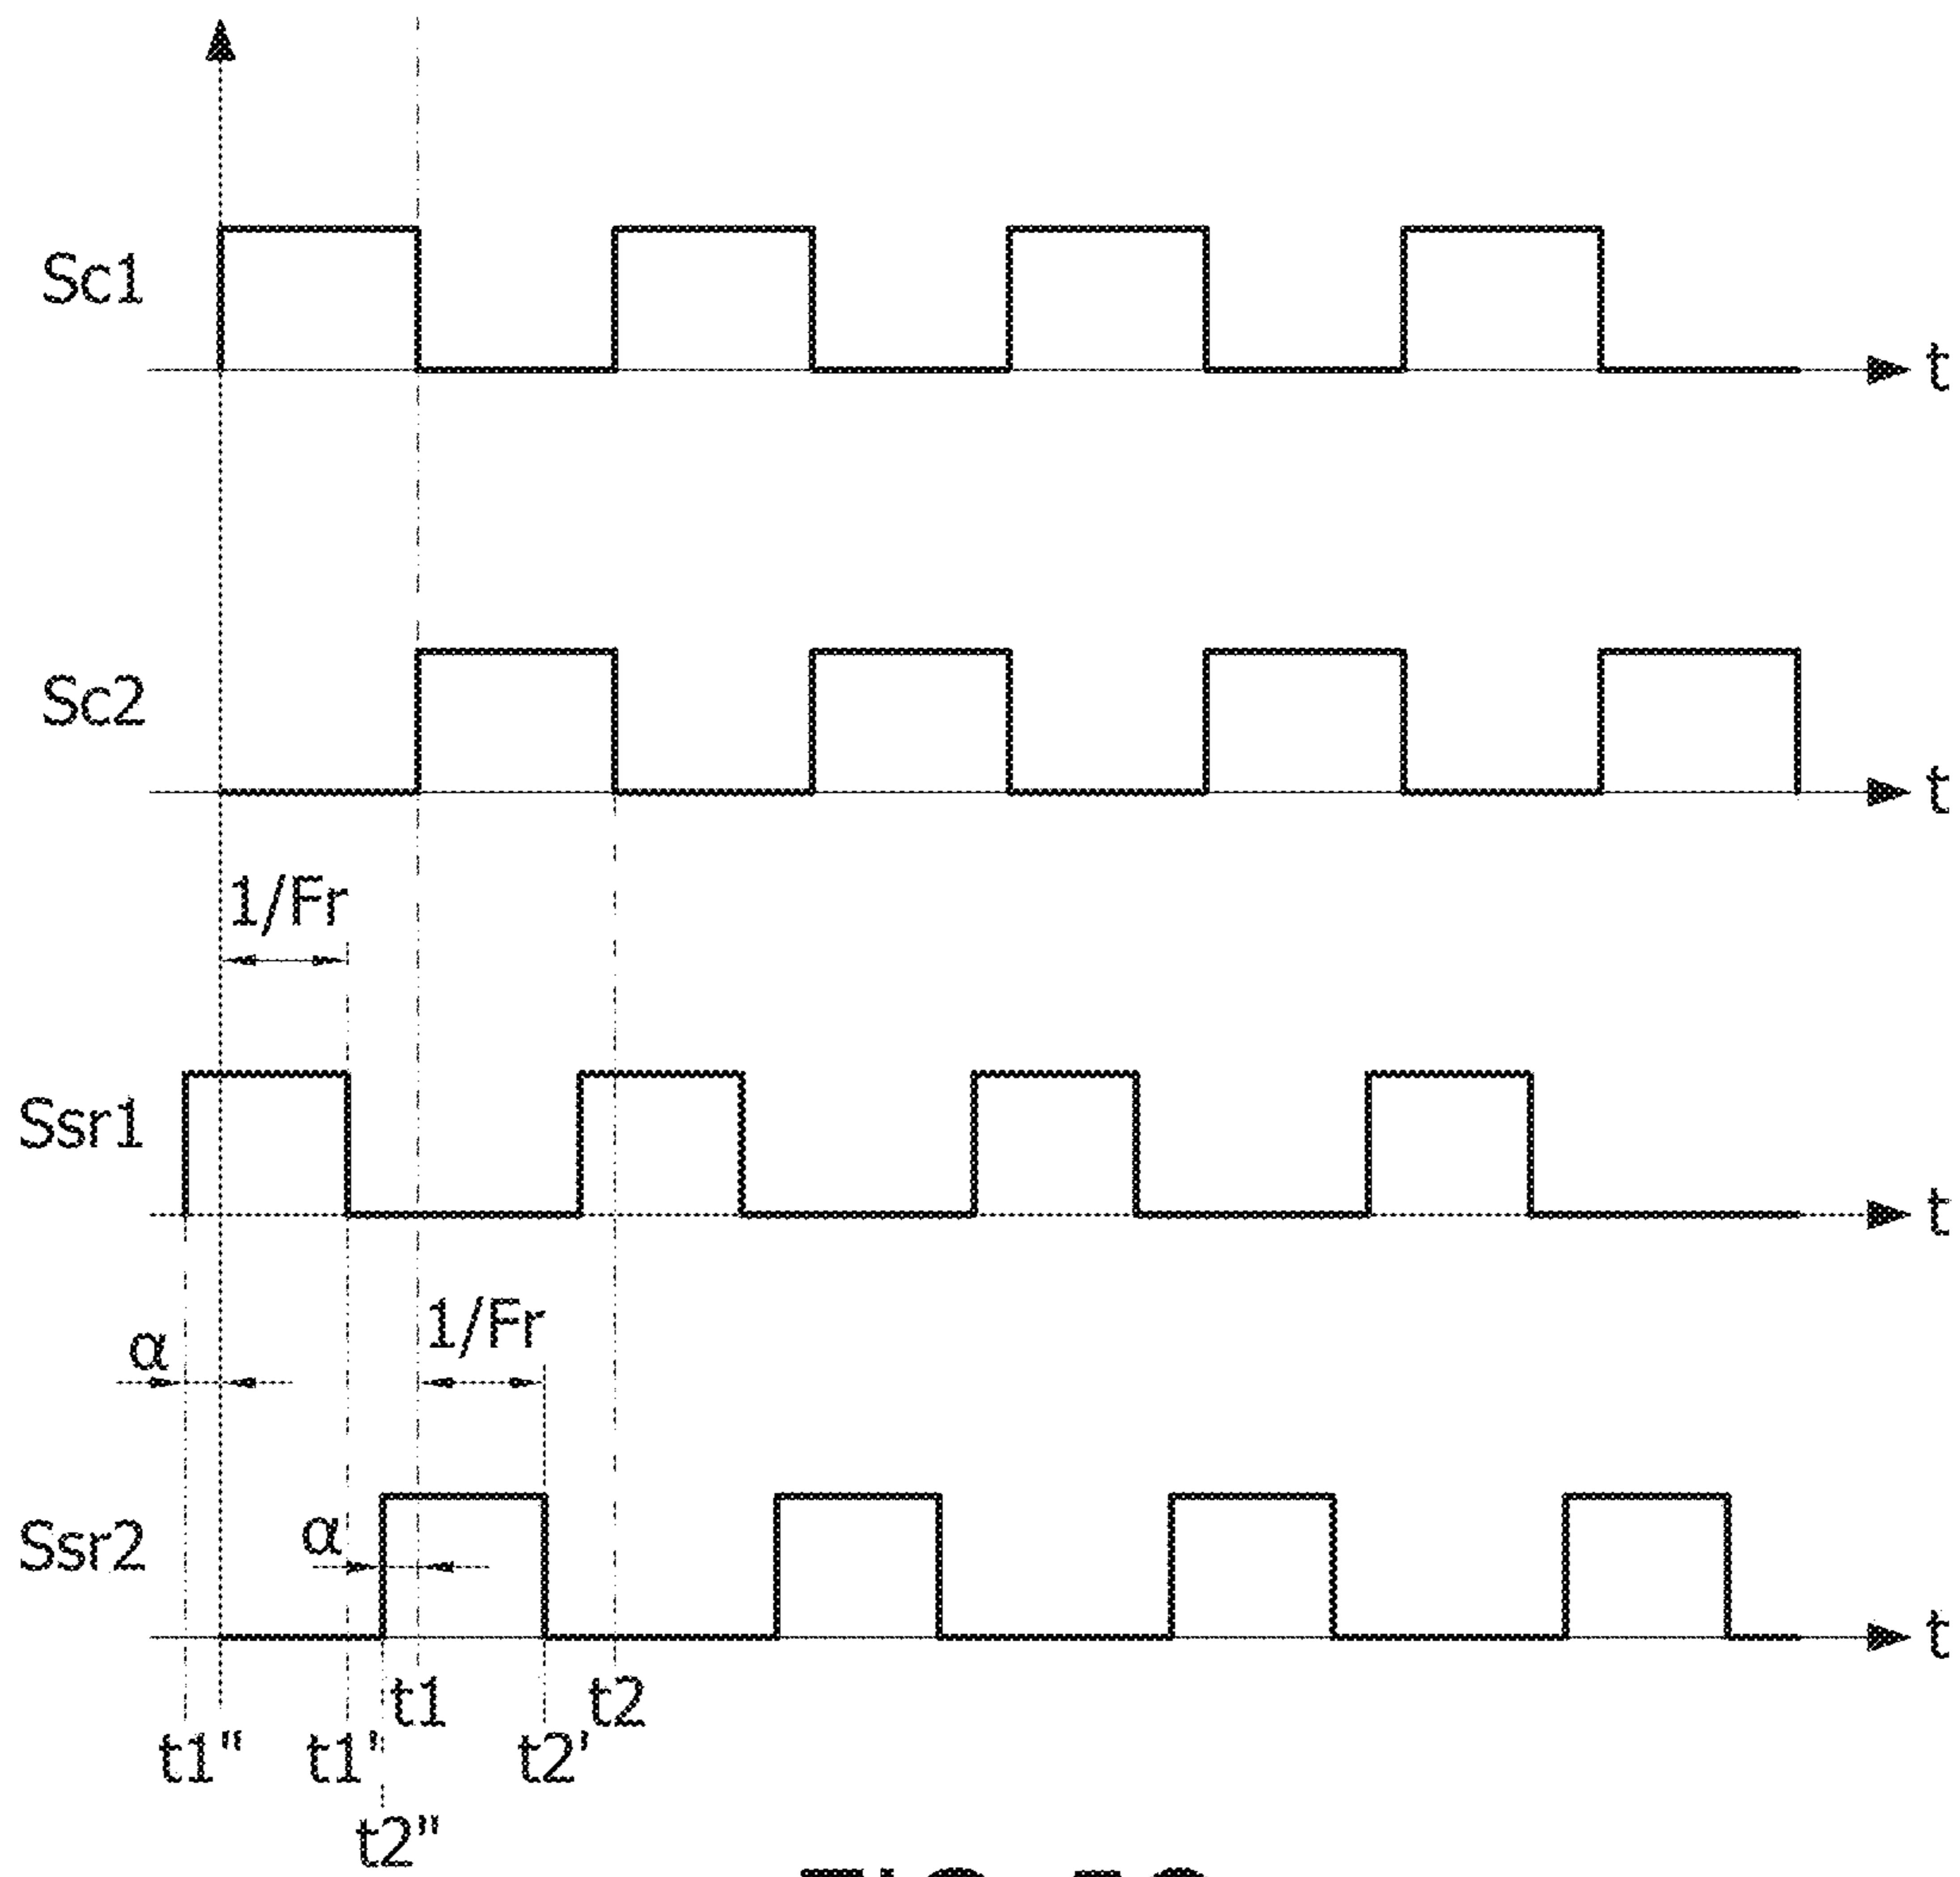 Sc1
t
Sc2
t
1/Fr
Ssr1
t
α
1/Fr
Ssr2
α
t
t1
t2
t1"
t1'
t2'
t2"